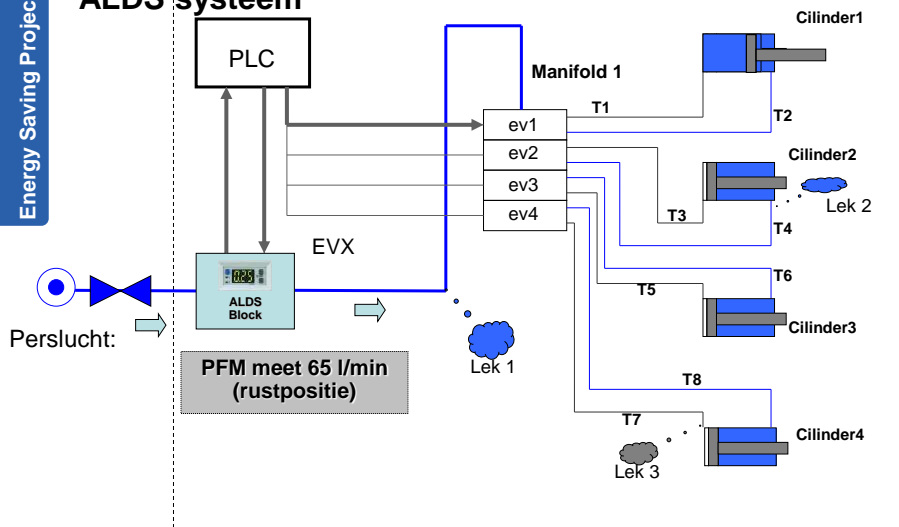 ALDS systeem
Energy Saving Projec
PLC
Manifold 1
Cilinder1
T1
T2
ev1
ev2
ev3
ev4
Cilinder2
Lek 2
T3
T4
EVX
0.25
ALDS
Block
T6
T5
Cilinder3
Perslucht:
Lek 1
PFM meet 65 l/min
(rustpositie)
T8
T7
Cilinder4
Lek 3